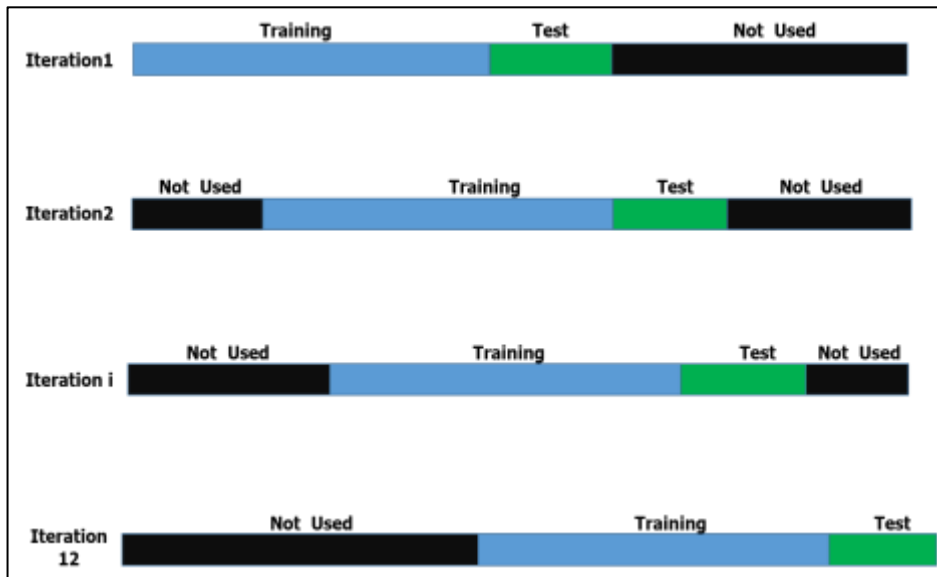 Training Test Not Used
Iteration1
Not Used Training Test Not Used
Iteration2
Not Used Training Test Not Used
Iteration i
Not Used Training Test
Iteration
12